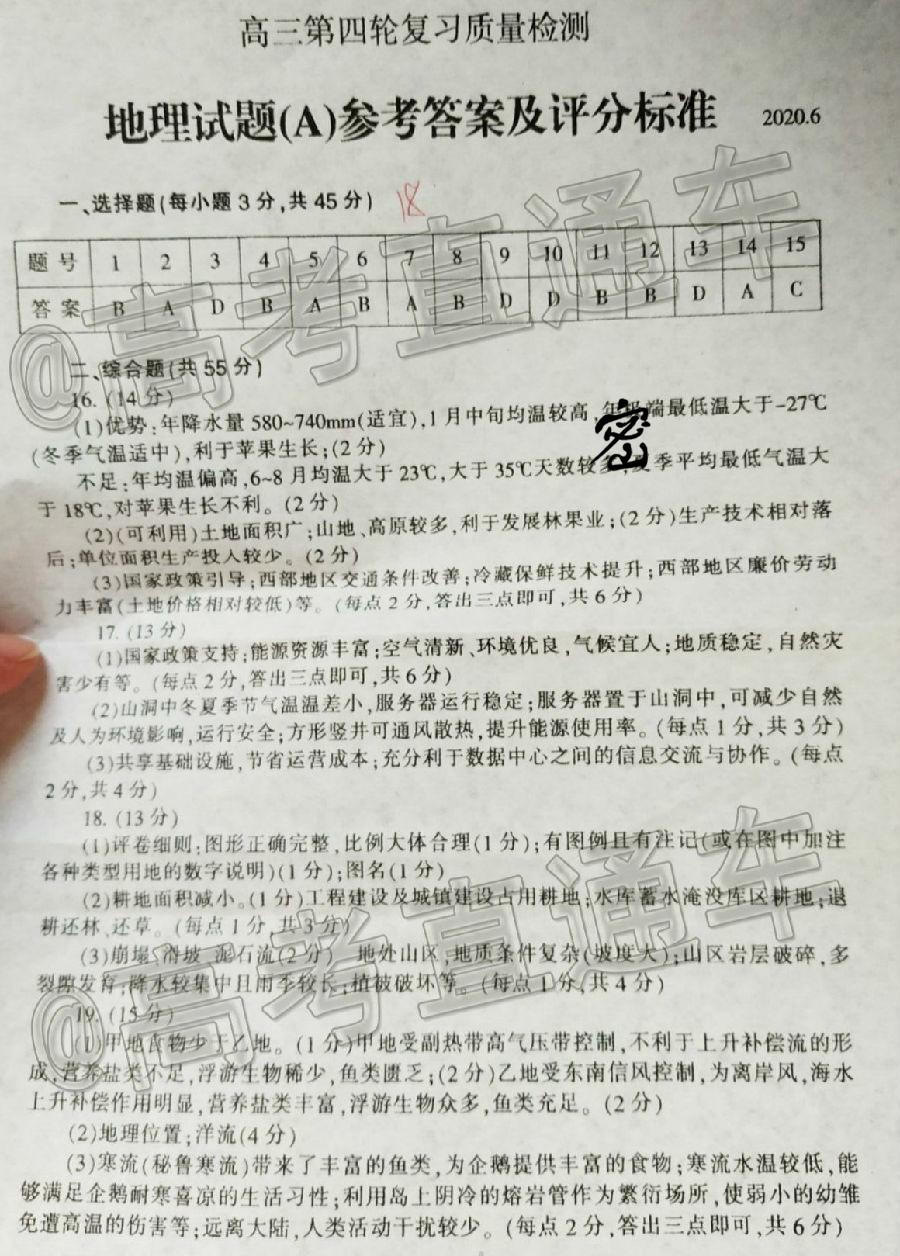 高三第四轮复习质量检测
地理试题(A)参考答案及评分标准 2020.6
一、选择题(每小题3分,共45分) 18
题号 1 2 3 4 5 6 7 8 9 10 11 12 13 14 15
答案 B A D B A B A B D D B B D A C
二、综合题(共55分)
16. (14分)
(1)优势:年降水量580~740mm(适宜),1月中旬均温较高,年极端最低温大于-27℃
(冬季气温适中),利于苹果生长;(2分)
不足:年均温偏高,6~8月均温大于23℃,大于35℃天数较多,夏季平均最低气温大
密
于18℃,对苹果生长不利。(2分)
(2)(可利用)土地面积广;山地、高原较多,利于发展林果业;(2分)生产技术相对落
后;单位面积生产投入较少。(2分)
(3)国家政策引导;西部地区交通条件改善;冷藏保鲜技术提升;西部地区廉价劳动
力丰富(土地价格相对较低)等。(每点2分,答出三点即可,共6分)
17. (13分)
(1)国家政策支持;能源资源丰富;空气清新、环境优良,气候宜人;地质稳定,自然灾
害少有等。(每点2分,答出三点即可,共6分)
(2)山洞中冬夏季节气温温差小,服务器运行稳定;服务器置于山洞中,可减少自然
及人为环境影响,运行安全;方形竖井可通风散热,提升能源使用率。(每点1分,共3分)
(3)共享基础设施,节省运营成本;充分利于数据中心之间的信息交流与协作。(每点
2分,共4分)
18. (13分)
(1)评卷细则:图形正确完整、比例大体合理(1分);有图例且有注记(或在图中加注
各种类型用地的数字说明)(1分);图名(1分)
(2)耕地面积减小。(1分)工程建设及城镇建设占用耕地;水库蓄水淹没库区耕地;退
耕还林、还草。(每点1分,共3分)
(3)崩塌、滑坡、泥石流(2分) 地处山区,地质条件复杂(坡度大);山区岩层破碎,多
裂隙发育;降水较集中且雨季较长;植被破坏等。(每点1分,共4分)
19. (15分)
(1)甲地食物少于乙地。(1分)甲地受副热带高气压带控制,不利于上升补偿流的形
成,营养盐类不足,浮游生物稀少,鱼类匮乏;(2分)乙地受东南信风控制,为离岸风,海水
上升补偿作用明显,营养盐类丰富,浮游生物众多,鱼类充足。(2分)
(2)地理位置;洋流(4分)
(3)寒流(秘鲁寒流)带来了丰富的鱼类,为企鹅提供丰富的食物;寒流水温较低,能
够满足企鹅耐寒喜凉的生活习性;利用岛上阴冷的熔岩管作为繁衍场所,使弱小的幼雏
免遭高温的伤害等;远离大陆,人类活动干扰较少。(每点2分,答出三点即可,共6分)
@高考直通车
@高考直通车